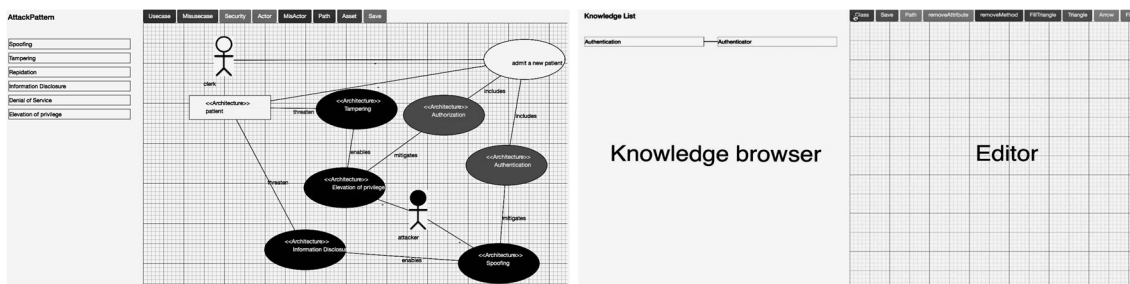 AttackPattern
Usecase Misusecase Security Actor MisActor Path Asset Save
Spoofing
Tampering
Repidation
Information Disclosure
Denial of Service
Elevation of privilege
clerk
admit a new patient
includes
includes
<<Architecture>>
patient
threaten
<<Architecture>>
Tampering
<<Architecture>>
Authorization
enables
mitigates
<<Architecture>>
Authentication
threaten
<<Architecture>>
Elevation of privilege
attacker
mitigates
<<Architecture>>
Information Disclosu
enables
<<Architecture>>
Spoofing
Knowledge List
Class Save Path removeAttribute removeMethod FillTriangle Triangle Arrow
Authentication Authenticator
Knowledge browser
Editor